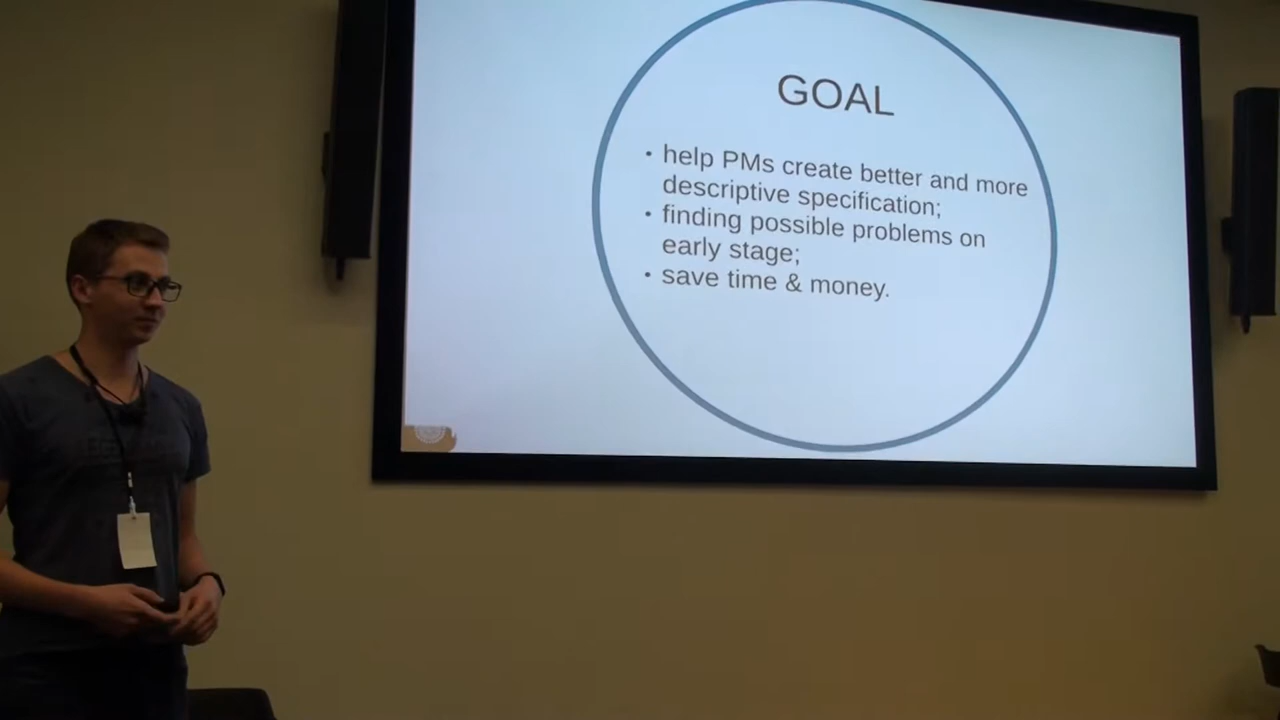 GOAL
• help PMs create better and more
descriptive specification;
• finding possible problems on
early stage;
• save time & money.